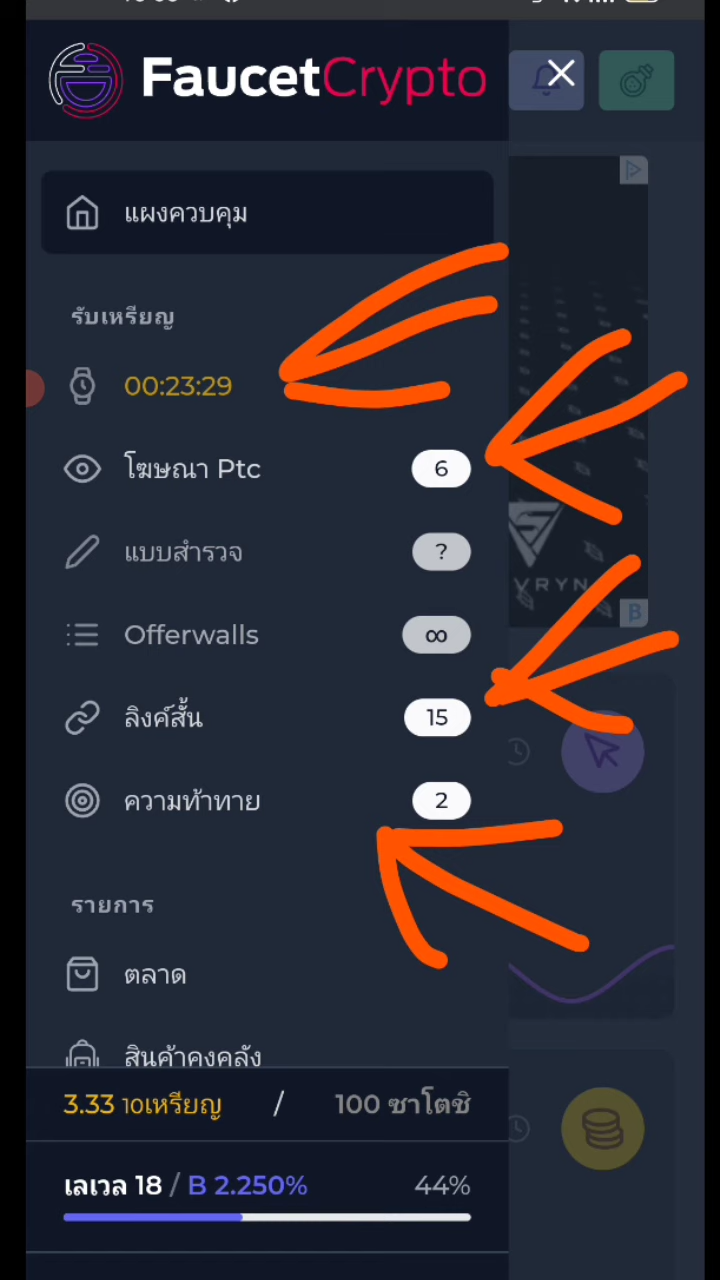 FaucetCrypto
แผงควบคุม
รับเหรียญ
00:23:29
โฆษณา Ptc 6
แบบสำรวจ ?
Offerwalls ∞
ลิงค์สั้น 15
ความท้าทาย 2
รายการ
ตลาด
สินค้าคงคลัง
3.33 10เหรียญ / 100 ซาโตชิ
เลเวล 18 / B 2.250% 44%
VRYN